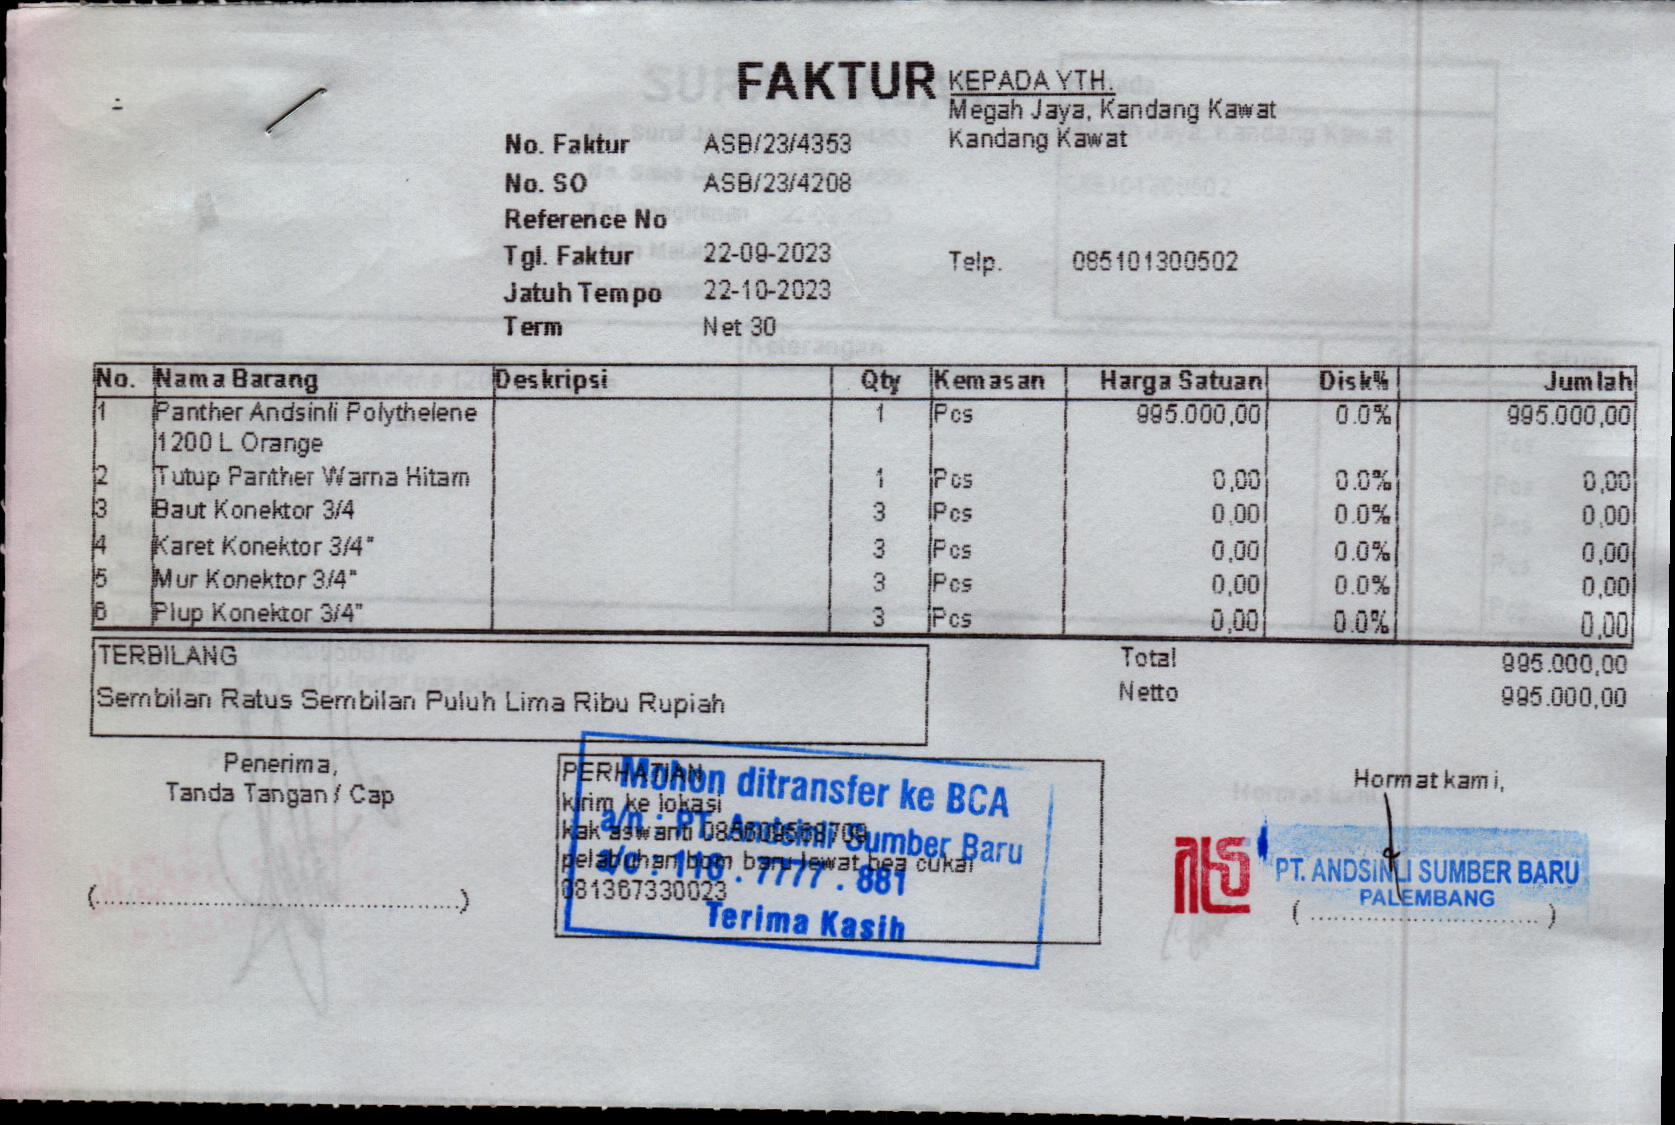 FAKTUR
KEPADA YTH.
Megah Jaya, Kandang Kawat
Kandang Kawat
No. Faktur ASB/23/4353
No. SO ASB/23/4208
Reference No
Tgl. Faktur 22-09-2023
Telp. 085101300502
Jatuh Tempo 22-10-2023
Term Net 30
No. Nama Barang Deskripsi Qty Kemasan Harga Satuan Disk% Jumlah
1 Panther Andsinli Polythelene 1 Pcs 995.000,00 0.0% 995.000,00
1200 L Orange
2 Tutup Panther Warna Hitam 1 Pcs 0,00 0.0% 0,00
3 Baut Konektor 3/4 3 Pcs 0,00 0.0% 0,00
4 Karet Konektor 3/4" 3 Pcs 0,00 0.0% 0,00
5 Mur Konektor 3/4" 3 Pcs 0,00 0.0% 0,00
6 Plup Konektor 3/4" 3 Pcs 0,00 0.0% 0,00
TERBILANG
Sembilan Ratus Sembilan Puluh Lima Ribu Rupiah
Total 995.000,00
Netto 995.000,00
Penerima,
Tanda Tangan / Cap
(..............................)
PERHATIAN
kirim ke lokasi
kak aswanti
pelabuhan bom baru lewat bea cukai
081367330023
Mohon ditransfer ke BCA
a/n : PT. Andsinli Sumber Baru
a/c : 116 . 7777 . 881
Terima Kasih
Hormat kami,
PT. ANDSINLI SUMBER BARU
PALEMBANG
(..............................)